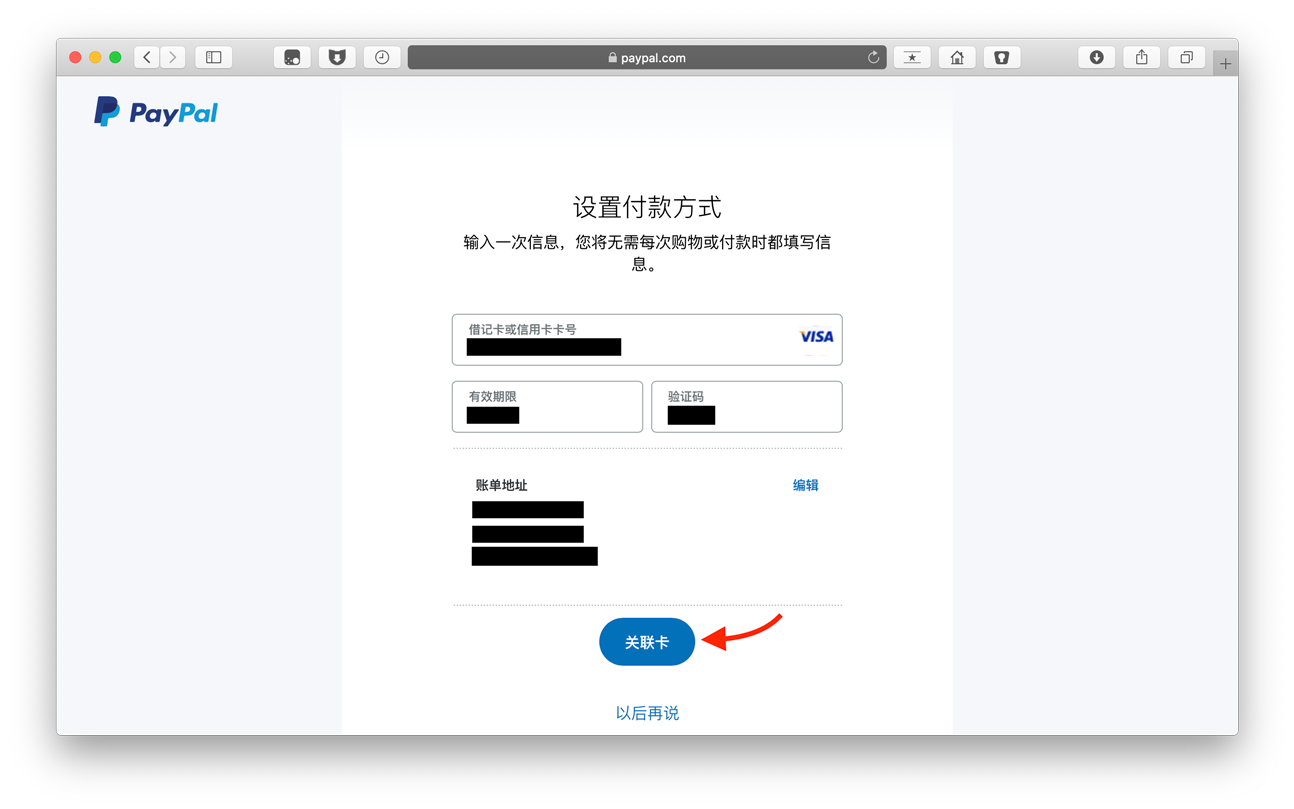 paypal.com
PayPal
设置付款方式
输入一次信息，您将无需每次购物或付款时都填写信
息。
借记卡或信用卡卡号
VISA
有效期限
验证码
账单地址
编辑
关联卡
以后再说